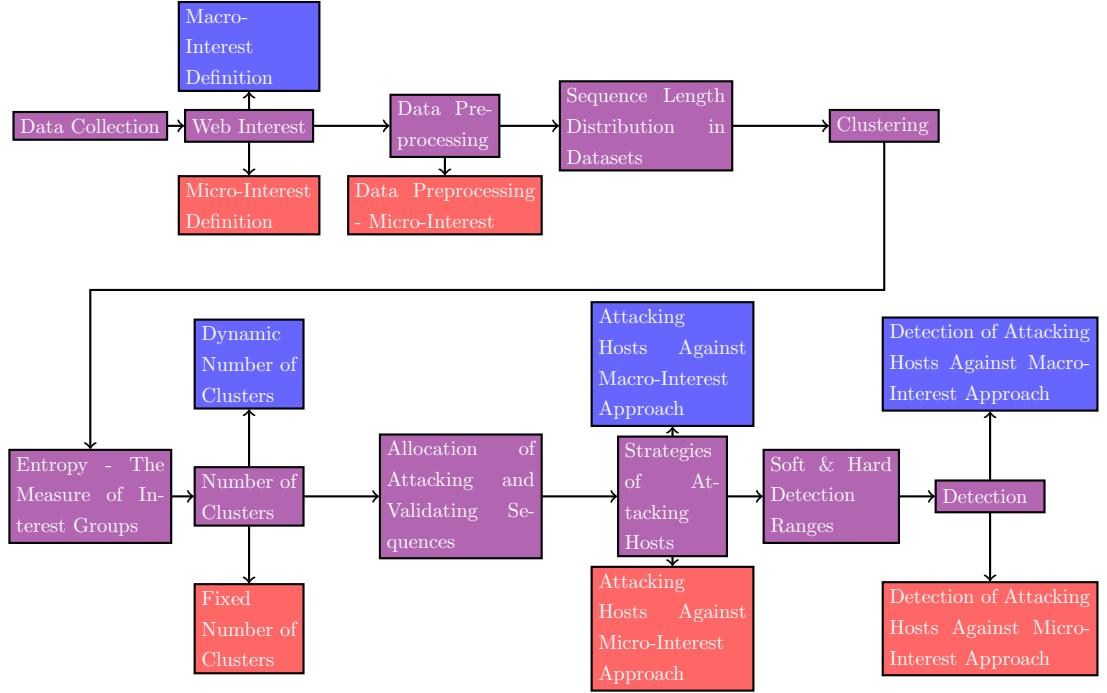 Macro-
Interest
Definition
Data Collection
Web Interest
Data Pre-
processing
Sequence Length
Distribution in
Datasets
Clustering
Micro-Interest
Definition
Data Preprocessing
- Micro-Interest
Dynamic
Number of
Clusters
Attacking
Hosts Against
Macro-Interest
Approach
Detection of Attacking
Hosts Against Macro-
Interest Approach
Entropy - The
Measure of In-
terest Groups
Number of
Clusters
Allocation of
Attacking and
Validating Se-
quences
Strategies
of At-
tacking
Hosts
Soft & Hard
Detection
Ranges
Detection
Fixed
Number of
Clusters
Attacking
Hosts Against
Micro-Interest
Approach
Detection of Attacking
Hosts Against Micro-
Interest Approach